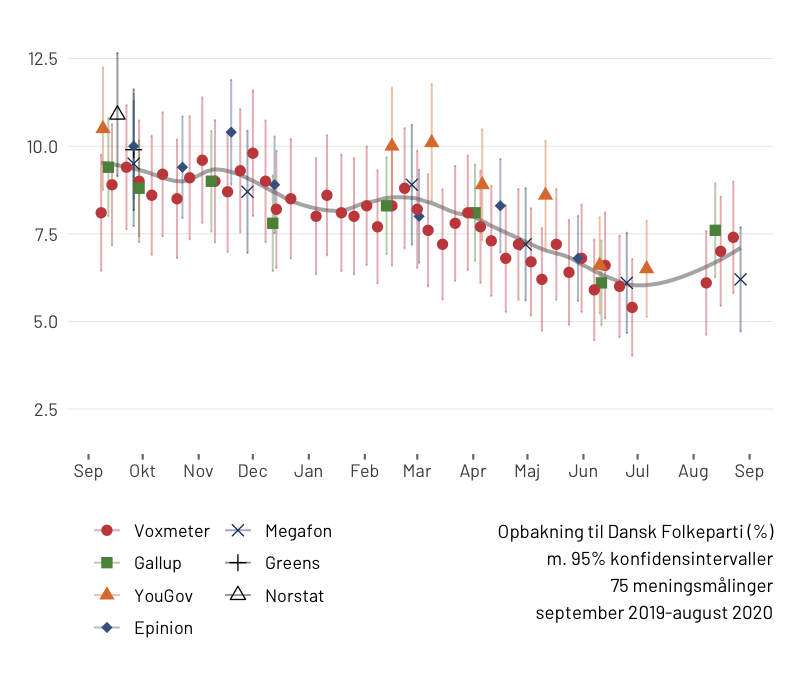 12.5
10.0
7.5
5.0
2.5
Sep Okt Nov Dec Jan Feb Mar Apr Maj Jun Jul Aug Sep
Voxmeter Megafon
Gallup Greens
YouGov Norstat
Epinion
Opbakning til Dansk Folkeparti (%)
m. 95% konfidensintervaller
75 meningsmålinger
september 2019-august 2020